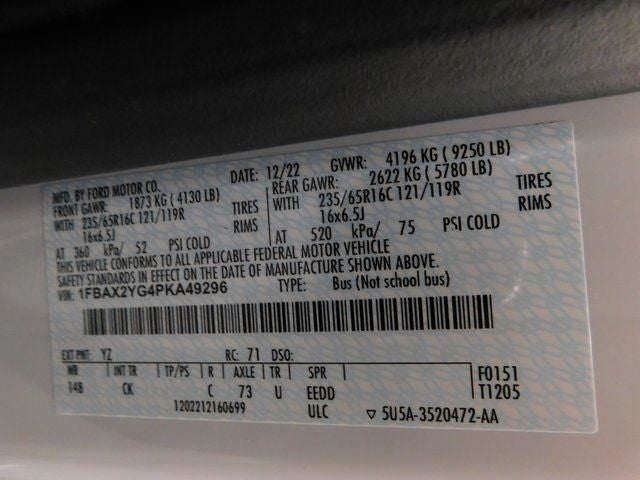 MFD. BY FORD MOTOR CO. DATE: 12/22 GVWR: 4196 KG ( 9250 LB)
FRONT GAWR: 1873 KG ( 4130 LB) REAR GAWR: 2622 KG ( 5780 LB)
WITH 235/65R16C 121/119R TIRES WITH 235/65R16C 121/119R TIRES
16x6.5J RIMS 16x6.5J RIMS
AT 360 kPa/ 52 PSI COLD AT 520 kPa/ 75 PSI COLD
THIS VEHICLE CONFORMS TO ALL APPLICABLE FEDERAL MOTOR VEHICLE
SAFETY STANDARDS IN EFFECT ON THE DATE OF MANUFACTURE SHOWN ABOVE.
VIN: 1FBAX2YG4PKA49296 TYPE: Bus (Not school bus)
EXT PNT: YZ RC: 71 DSO:
WB INT TR TP/PS R AXLE TR SPR F0151
148 CK C 73 U EEDD T1205
1202212160699 ULC ▽ 5U5A-3520472-AA